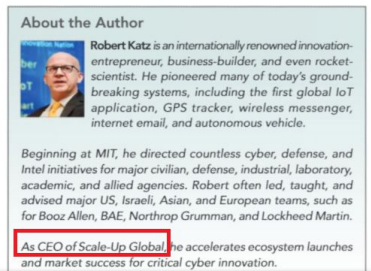 About the Author
Robert Katz is an internationally renowned innovation-
entrepreneur, business-builder, and even rocket-
scientist. He pioneered many of today's ground-
breaking systems, including the first global IoT
application, GPS tracker, wireless messenger,
internet email, and autonomous vehicle.
Beginning at MIT, he directed countless cyber, defense, and
Intel initiatives for major civilian, defense, industrial, laboratory,
academic, and allied agencies. Robert often led, taught, and
advised major US, Israeli, Asian, and European teams, such as
for Booz Allen, BAE, Northrop Grumman, and Lockheed Martin.
As CEO of Scale-Up Global, he accelerates ecosystem launches
and market success for critical cyber innovation.